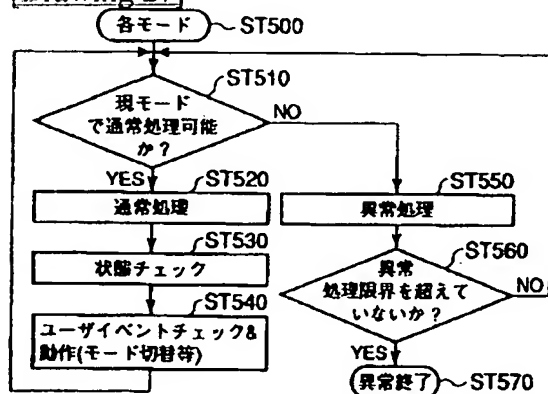 各モード
ST500
ST510
現モード
で通常処理可能
か？
NO
YES
ST520
通常処理
ST530
状態チェック
ST540
ユーザイベントチェック&
動作(モード切替等)
ST550
異常処理
ST560
異常
処理限界を超えて
いないか？
NO
YES
異常終了
ST570